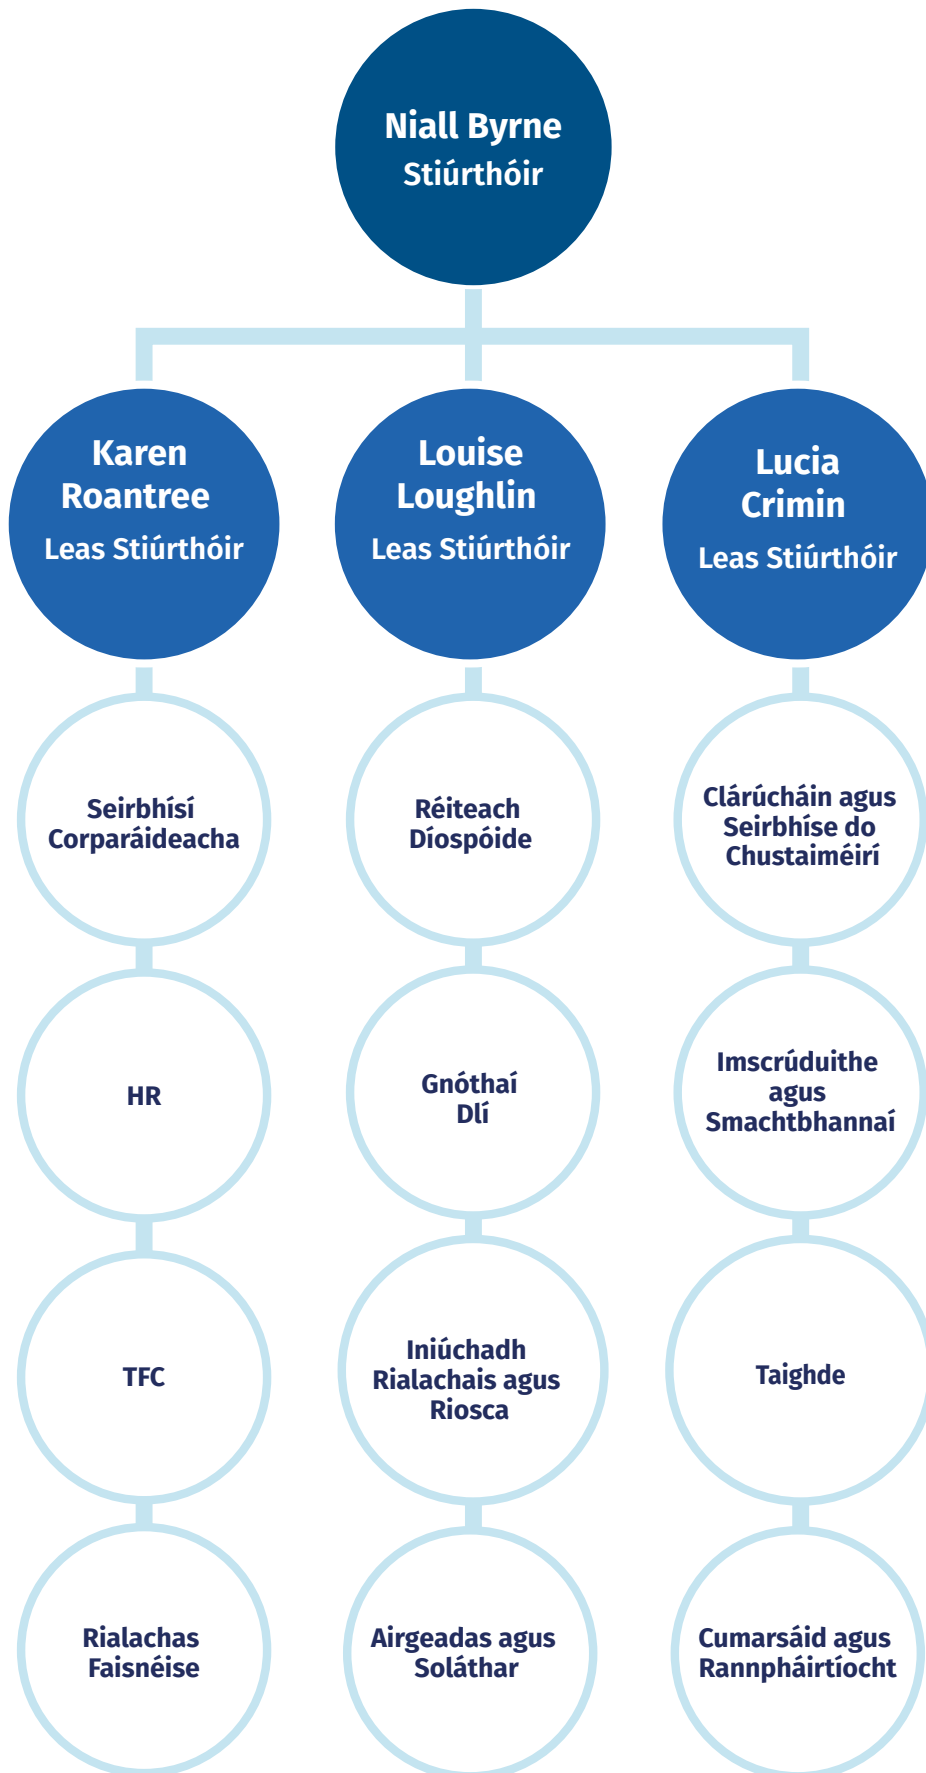 Niall Byrne
Stiúrthóir
Karen
Roantree
Leas Stiúrthóir
Louise
Loughlin
Leas Stiúrthóir
Lucia
Crimin
Leas Stiúrthóir
Seirbhísí
Corparáideacha
Réiteach
Díospóide
Clárúcháin agus
Seirbhíse do
Chustaiméirí
HR
Gnóthaí
Dlí
Imscrúduithe
agus
Smachtbhannaí
TFC
Iniúchadh
Rialachais agus
Riosca
Taighde
Rialachas
Faisnéise
Airgeadas agus
Soláthar
Cumarsáid agus
Rannpháirtíocht